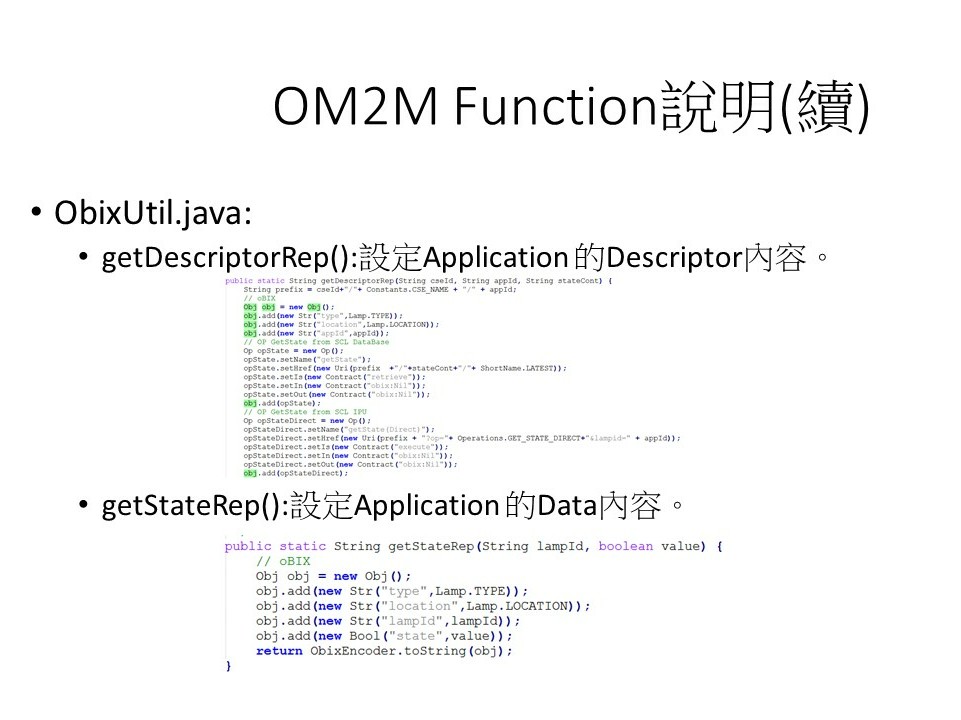 OM2M Function說明(續)
• ObixUtil.java:
• getDescriptorRep():設定Application 的Descriptor內容。
public static String getDescriptorRep(String cseId, String appId, String stateCont) {
String prefix = cseId+"/"+ Constants.CSE_NAME + "/" + appId;
// oBIX
Obj obj = new Obj();
obj.add(new Str("type",Lamp.TYPE));
obj.add(new Str("location",Lamp.LOCATION));
obj.add(new Str("appId",appId));
// OP GetState from SCL DataBase
Op opState = new Op();
opState.setName("getState");
opState.setHref(new Uri(prefix +"/"+stateCont+"/"+ ShortName.LATEST));
opState.setIs(new Contract("retrieve"));
opState.setIn(new Contract("obix:Nil"));
opState.setOut(new Contract("obix:Nil"));
obj.add(opState);
// OP GetState from SCL IPU
Op opStateDirect = new Op();
opStateDirect.setName("getState(Direct)");
opStateDirect.setHref(new Uri(prefix + "?op="+ Operations.GET_STATE_DIRECT+"&lampid=" + appId));
opStateDirect.setIs(new Contract("execute"));
opStateDirect.setIn(new Contract("obix:Nil"));
opStateDirect.setOut(new Contract("obix:Nil"));
obj.add(opStateDirect);
• getStateRep():設定Application 的Data內容。
public static String getStateRep(String lampId, boolean value) {
// oBIX
Obj obj = new Obj();
obj.add(new Str("type",Lamp.TYPE));
obj.add(new Str("location",Lamp.LOCATION));
obj.add(new Str("lampId",lampId));
obj.add(new Bool("state",value));
return ObixEncoder.toString(obj);
}